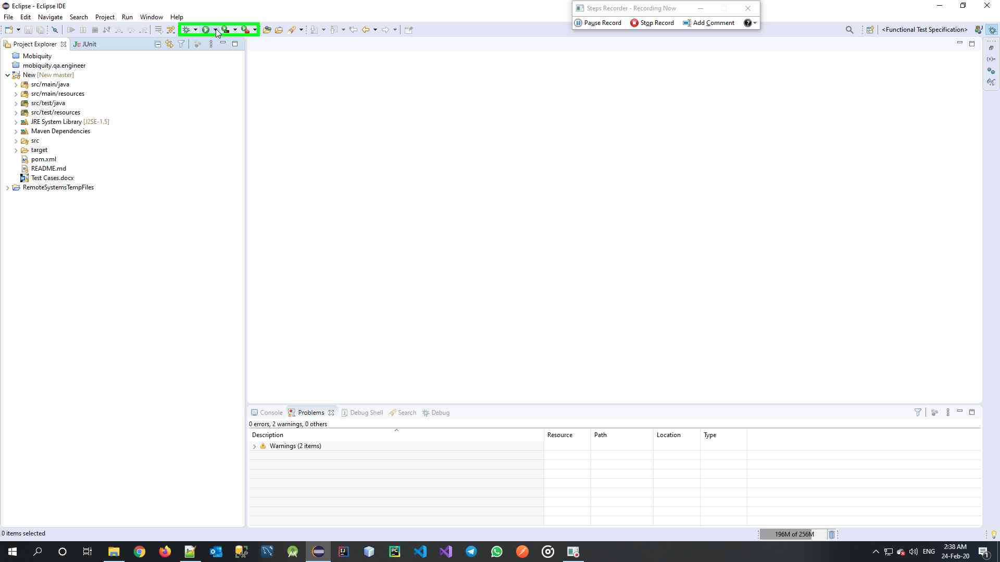 Eclipse - Eclipse IDE
Steps Recorder - Recording Now
File Edit Navigate Search Project Run Window Help
Pause Record Stop Record Add Comment
<Functional Test Specification>
Project Explorer JUnit
Mobiquity
mobiquity.qa.engineer
New [New master]
src/main/java
src/main/resources
src/test/java
src/test/resources
JRE System Library [J2SE-1.5]
Maven Dependencies
src
target
pom.xml
README.md
Test Cases.docx
RemoteSystemsTempFiles
Console Problems Debug Shell Search Debug
0 errors, 2 warnings, 0 others
Description Resource Path Location Type
Warnings (2 items)
0 items selected
196M of 256M
ENG
2:38 AM
24-Feb-20
1